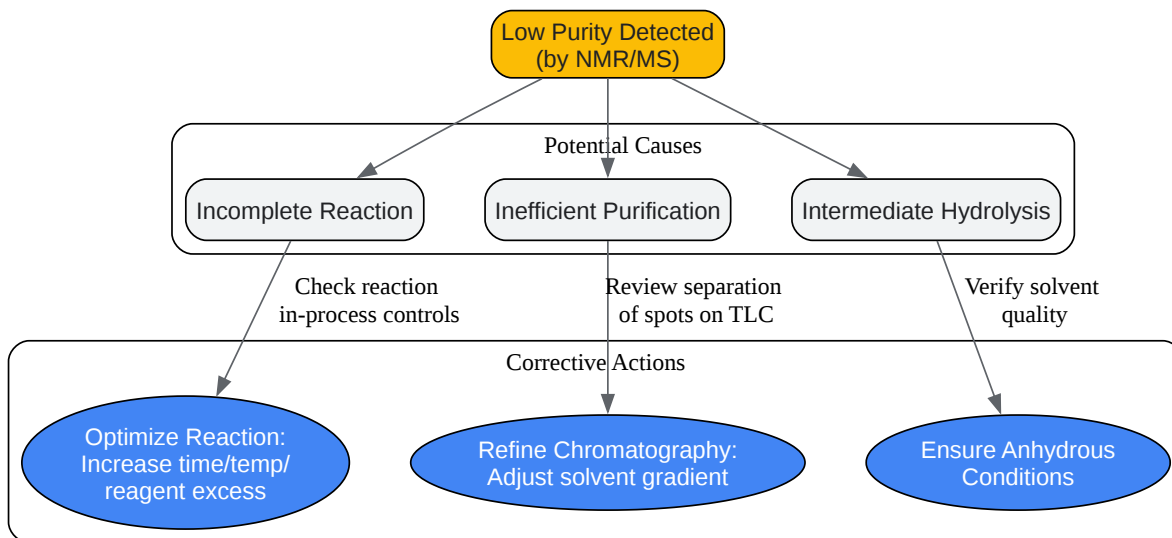 Low Purity Detected
(by NMR/MS)
Potential Causes
Incomplete Reaction
Inefficient Purification
Intermediate Hydrolysis
Check reaction
in-process controls
Review separation
of spots on TLC
Verify solvent
quality
Corrective Actions
Optimize Reaction:
Increase time/temp/
reagent excess
Refine Chromatography:
Adjust solvent gradient
Ensure Anhydrous
Conditions